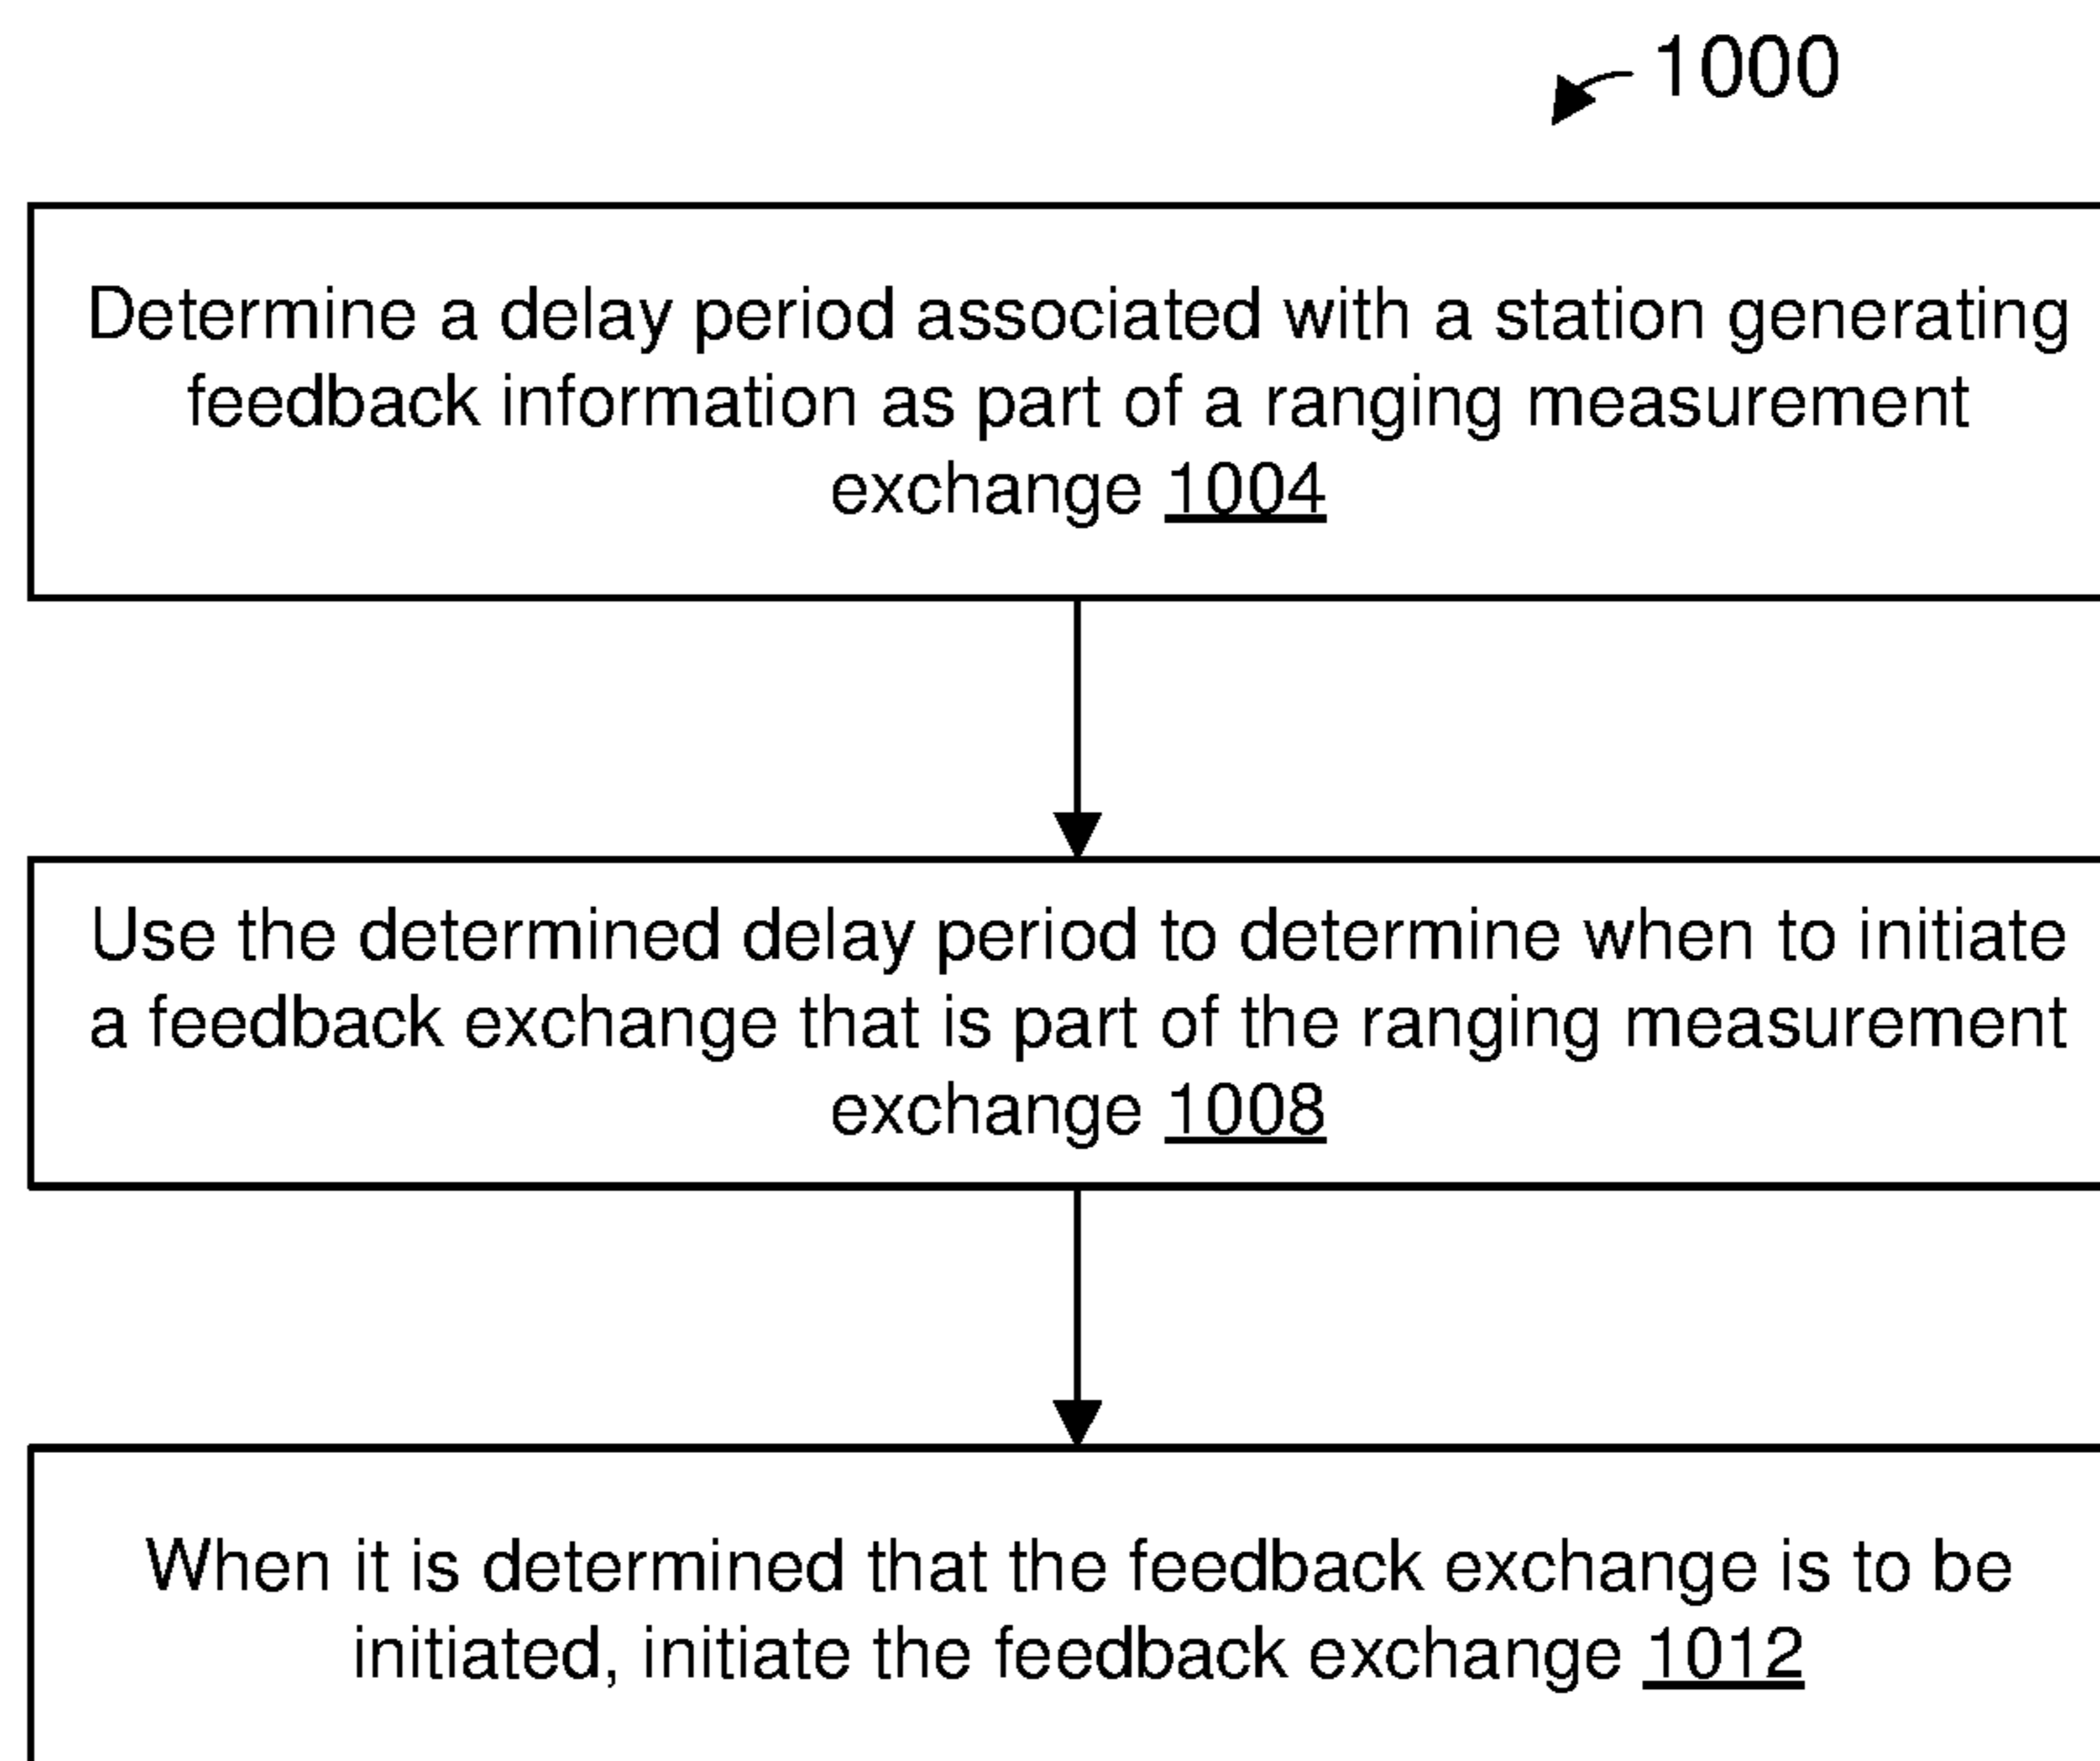 1000
Determine a delay period associated with a station generating
feedback information as part of a ranging measurement
exchange 1004
Use the determined delay period to determine when to initiate
a feedback exchange that is part of the ranging measurement
exchange 1008
When it is determined that the feedback exchange is to be
initiated, initiate the feedback exchange 1012